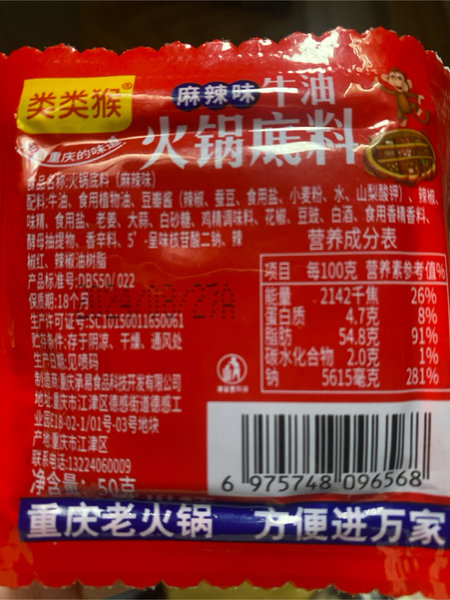 类类猴
麻辣味 牛油
重庆的味道
火锅底料
食品名称:火锅底料（麻辣味）
配料:牛油、食用植物油、豆瓣酱（辣椒、蚕豆、食用盐、小麦粉、水、山梨酸钾）、辣椒、
味精、食用盐、老姜、大蒜、白砂糖、鸡精调味料、花椒、豆豉、白酒、食用香精香料、
酵母抽提物、香辛料、5′-呈味核苷酸二钠、辣
椒红、辣椒油树脂
产品标准号:DBS50/022
保质期:18个月
生产许可证号:SC10150011650061
贮存条件:存于阴凉、干燥、通风处
生产日期:见喷码
制造商:重庆承易食品科技开发有限公司
地址:重庆市江津区德感街道德感工
业园E18-02-1/01号-03号地块
产地:重庆市江津区
联系电话:13224060009
净含量:50克
营养成分表
项目 每100克 营养素参考值%
能量 2142千焦 26%
蛋白质 4.7克 8%
脂肪 54.8克 91%
碳水化合物 2.0克 1%
钠 5615毫克 281%
6 975748 096568
重庆老火锅 方便进万家